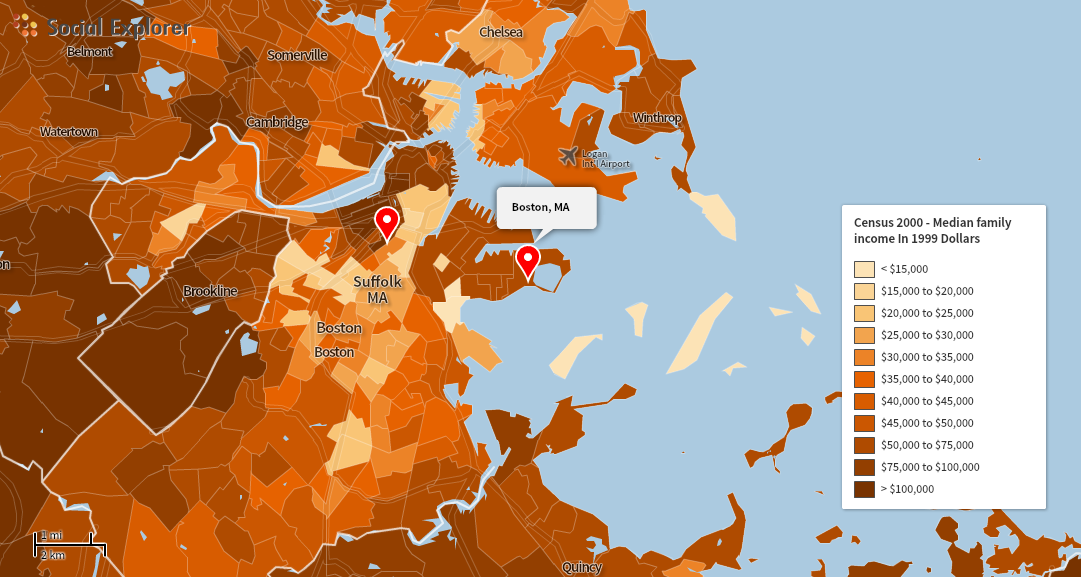 Social Explorer
Chelsea
Belmont
Somerville
Cambridge
Winthrop
Watertown
Logan
Int'l Airport
Boston, MA
Census 2000 - Median family
income In 1999 Dollars
< $15,000
$15,000 to $20,000
$20,000 to $25,000
$25,000 to $30,000
$30,000 to $35,000
$35,000 to $40,000
$40,000 to $45,000
$45,000 to $50,000
$50,000 to $75,000
$75,000 to $100,000
> $100,000
on
Brookline
Suffolk
MA
Boston
Boston
1 mi
2 km
Quincy